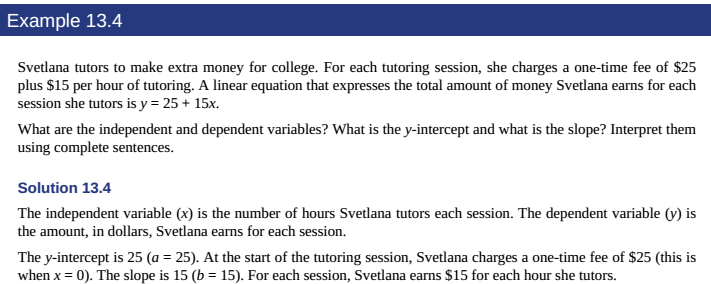 Example 13.4
Svetlana tutors to make extra money for college. For each tutoring session, she charges a one-time fee of $25
plus $15 per hour of tutoring. A linear equation that expresses the total amount of money Svetlana earns for each
session she tutors is y = 25 + 15x.
What are the independent and dependent variables? What is the y-intercept and what is the slope? Interpret them
using complete sentences.
Solution 13.4
The independent variable (x) is the number of hours Svetlana tutors each session. The dependent variable (y) is
the amount, in dollars, Svetlana earns for each session.
The y-intercept is 25 (a = 25). At the start of the tutoring session, Svetlana charges a one-time fee of $25 (this is
when x = 0). The slope is 15 (b = 15). For each session, Svetlana earns $15 for each hour she tutors.